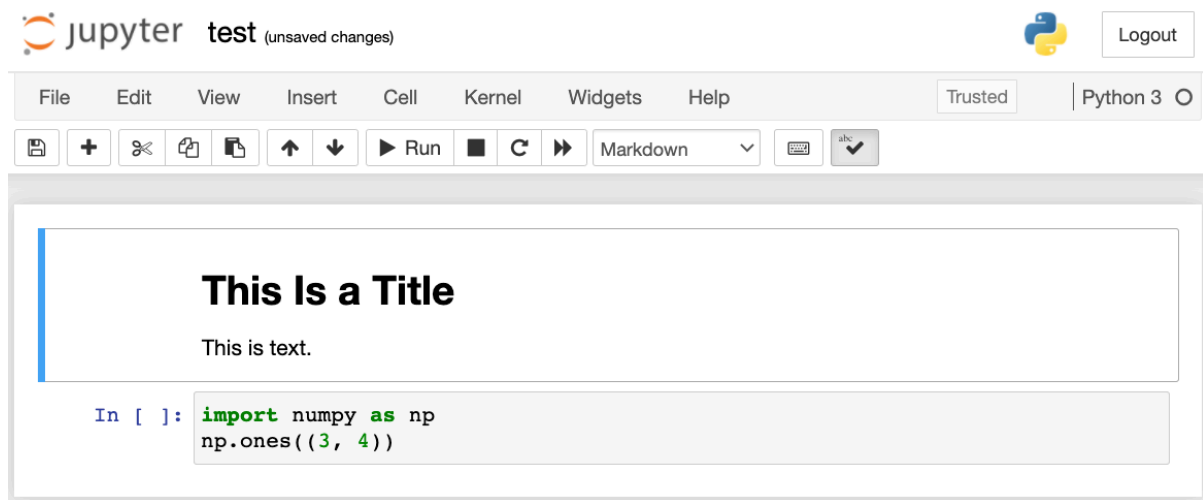 jupyter test (unsaved changes) Logout
File Edit View Insert Cell Kernel Widgets Help Trusted Python 3
Run Markdown abc
This Is a Title
This is text.
In [ ]: import numpy as np
np.ones((3, 4))